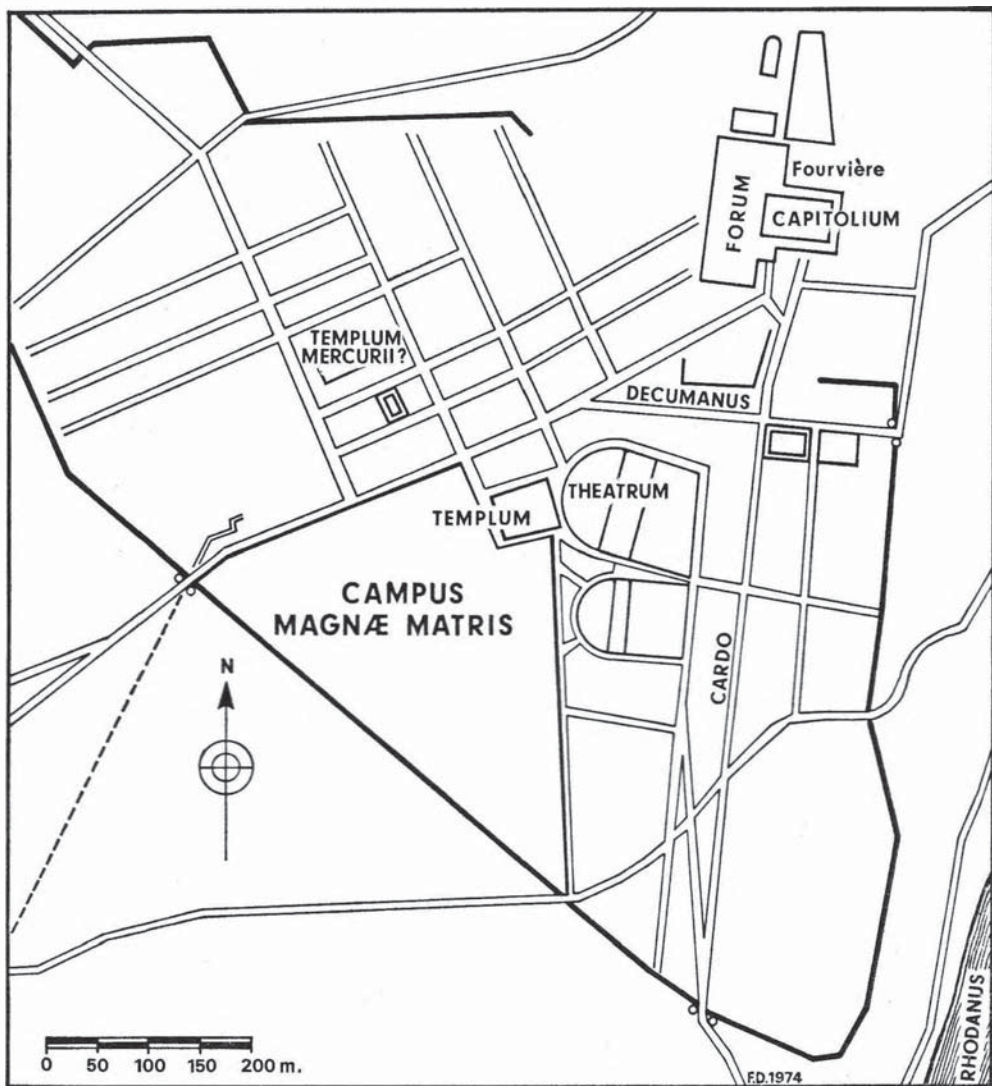 Fourvière
FORUM
CAPITOLIUM
TEMPLUM
MERCURII?
DECUMANUS
THEATRUM
TEMPLUM
CAMPUS
MAGNÆ MATRIS
CARDO
N
RHODANUS
0 50 100 150 200 m.
F.D.1974